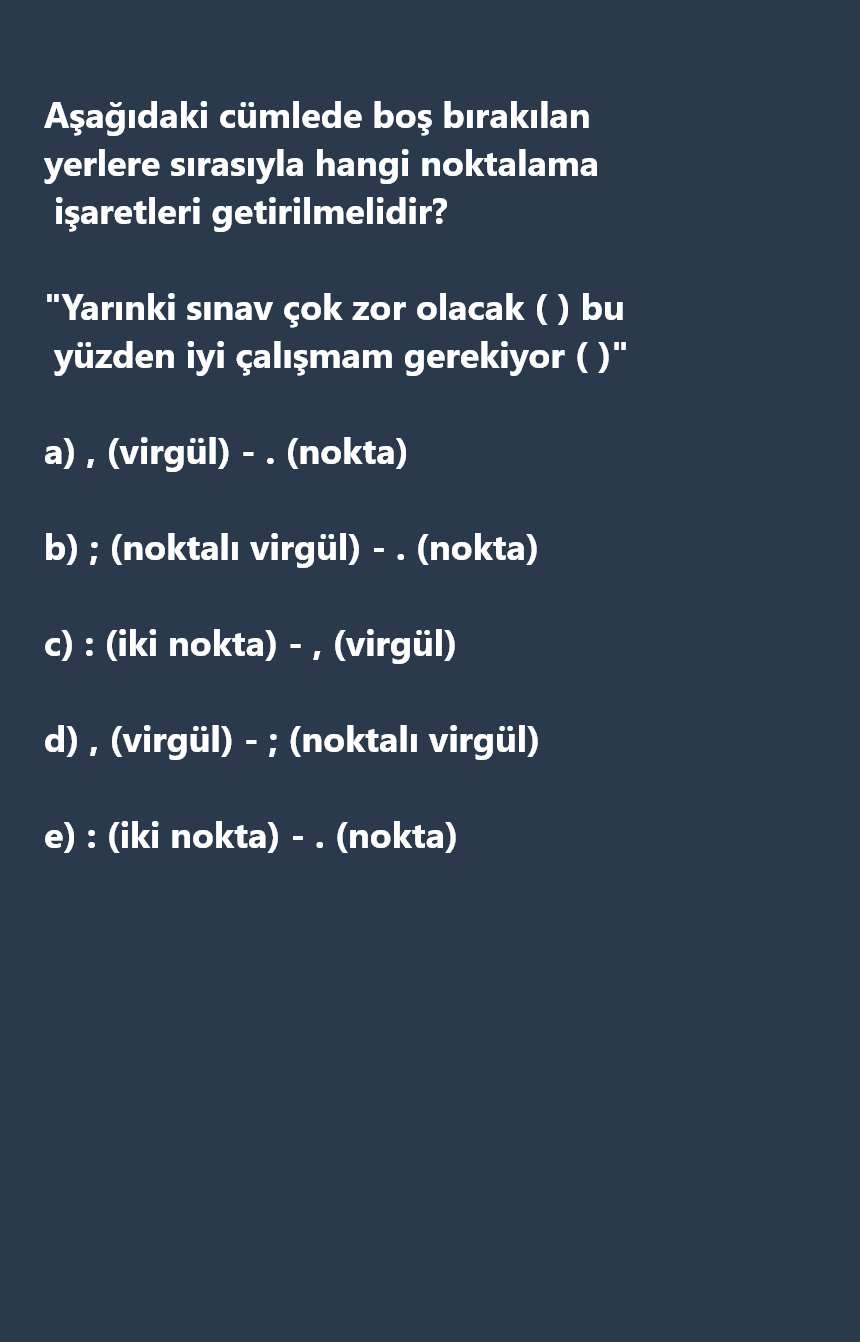 Aşağıdaki cümlede boş bırakılan
yerlere sırasıyla hangi noktalama
işaretleri getirilmelidir?
"Yarınki sınav çok zor olacak ( ) bu
yüzden iyi çalışmam gerekiyor ( )"
a) , (virgül) - . (nokta)
b) ; (noktalı virgül) - . (nokta)
c) : (iki nokta) - , (virgül)
d) , (virgül) - ; (noktalı virgül)
e) : (iki nokta) - . (nokta)